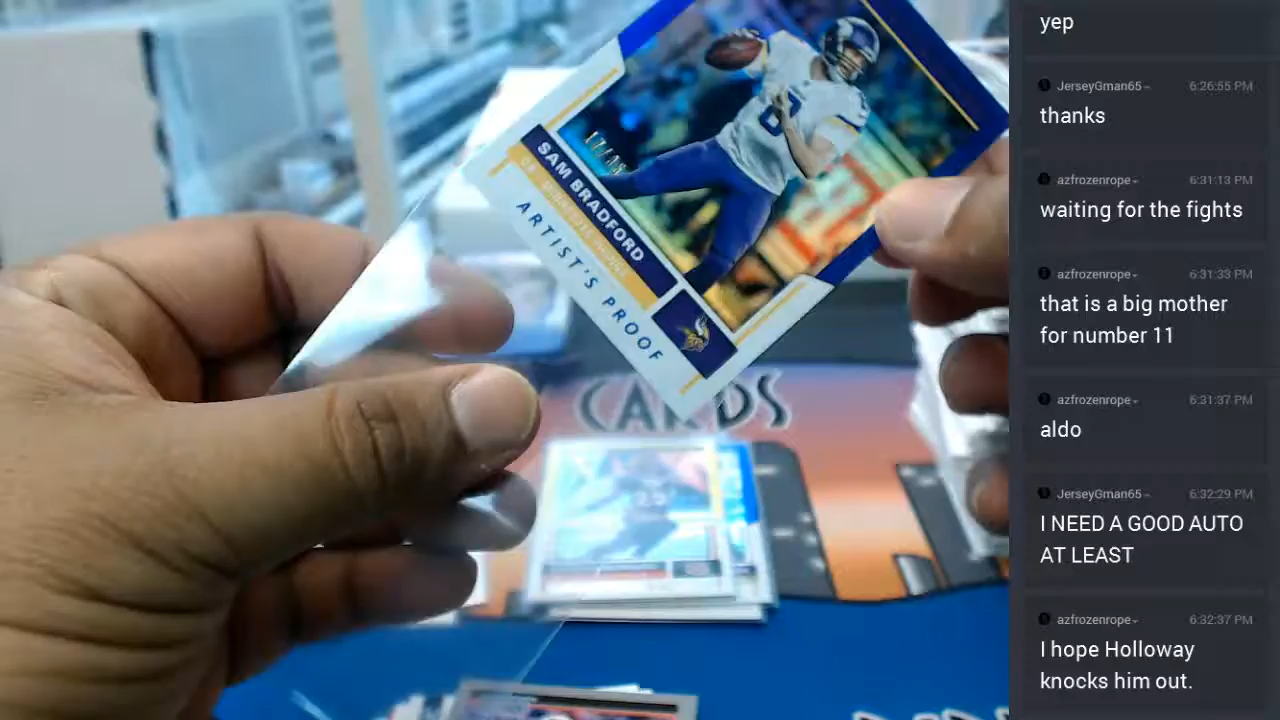 SAM BRADFORD
ARTIST'S PROOF
8
CARDS
yep
JerseyGman65 6:26:55 PM
thanks
azfrozenrope 6:31:13 PM
waiting for the fights
azfrozenrope 6:31:33 PM
that is a big mother
for number 11
azfrozenrope 6:31:37 PM
aldo
JerseyGman65 6:32:29 PM
I NEED A GOOD AUTO
AT LEAST
azfrozenrope 6:32:37 PM
I hope Holloway
knocks him out.